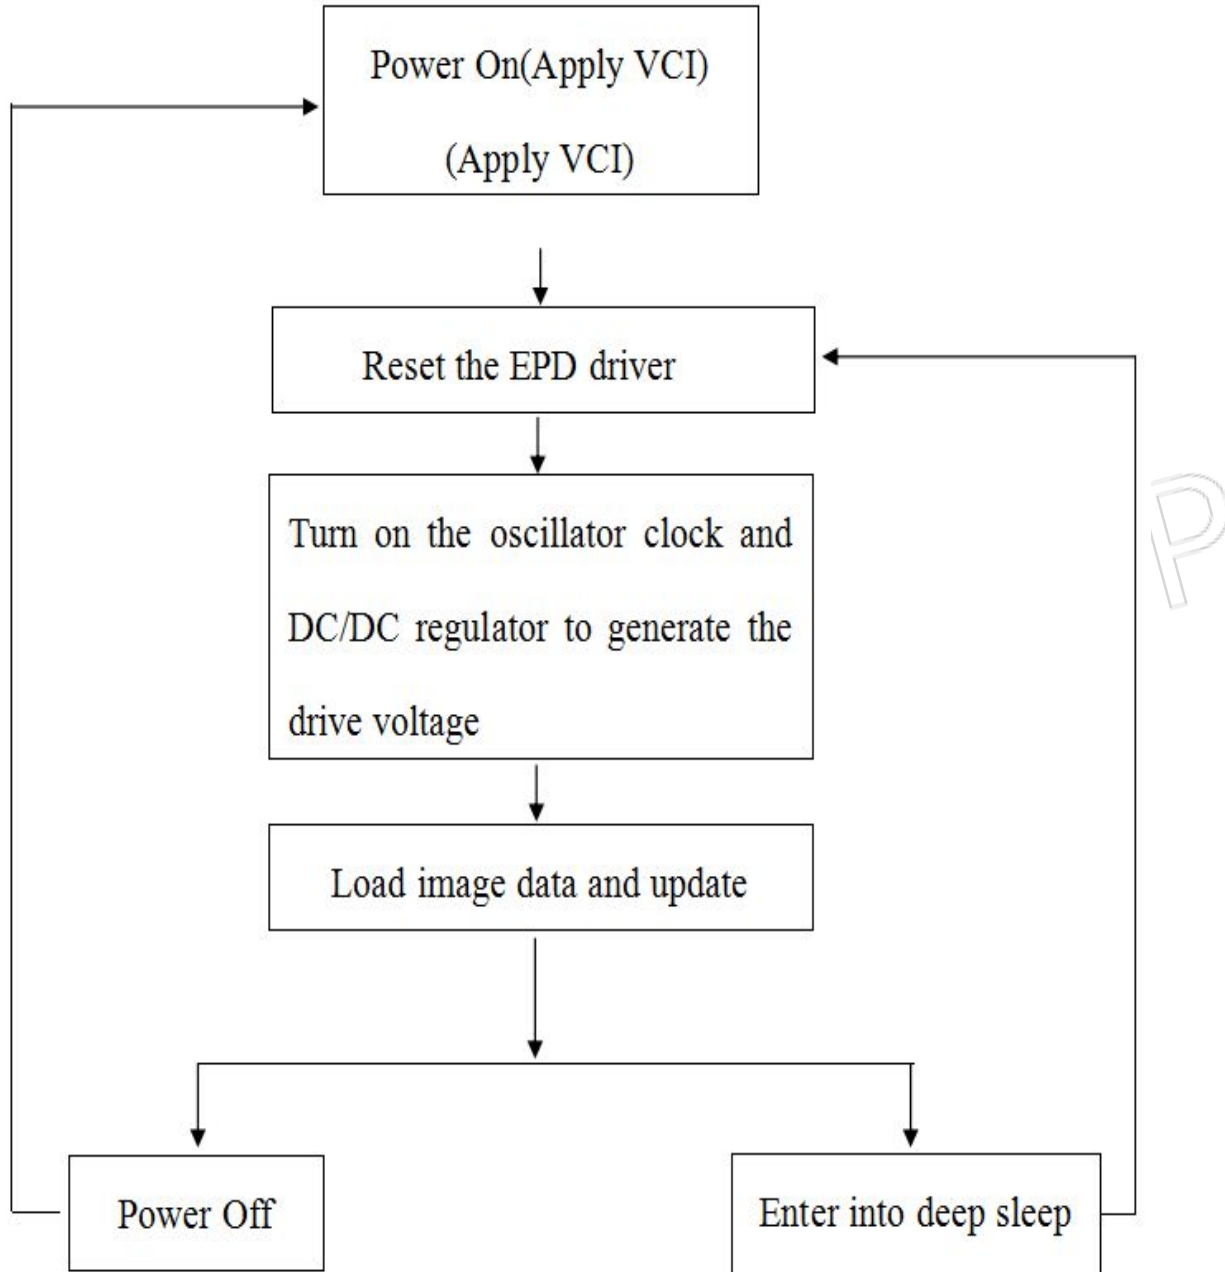 Power On(Apply VCI)
(Apply VCI)
Reset the EPD driver
Turn on the oscillator clock and
DC/DC regulator to generate the
drive voltage
Load image data and update
Power Off
Enter into deep sleep
P